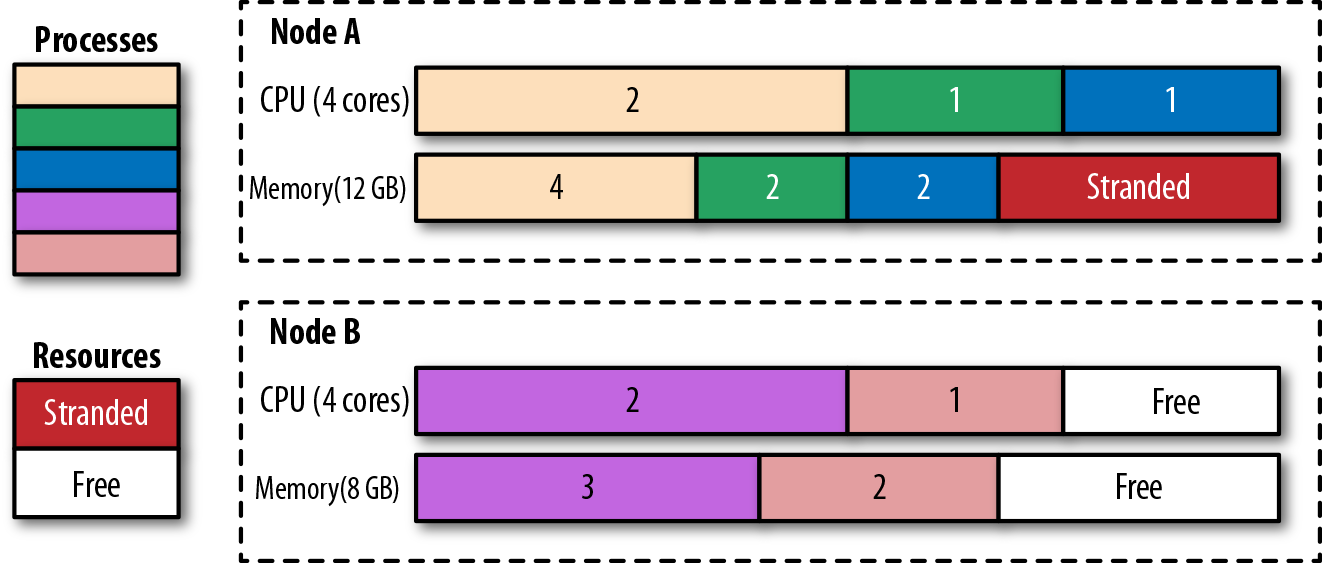 Processes
Resources
Stranded
Free
Node A
CPU (4 cores)
2
1
1
Memory(12 GB)
4
2
2
Stranded
Node B
CPU (4 cores)
2
1
Free
Memory(8 GB)
3
2
Free